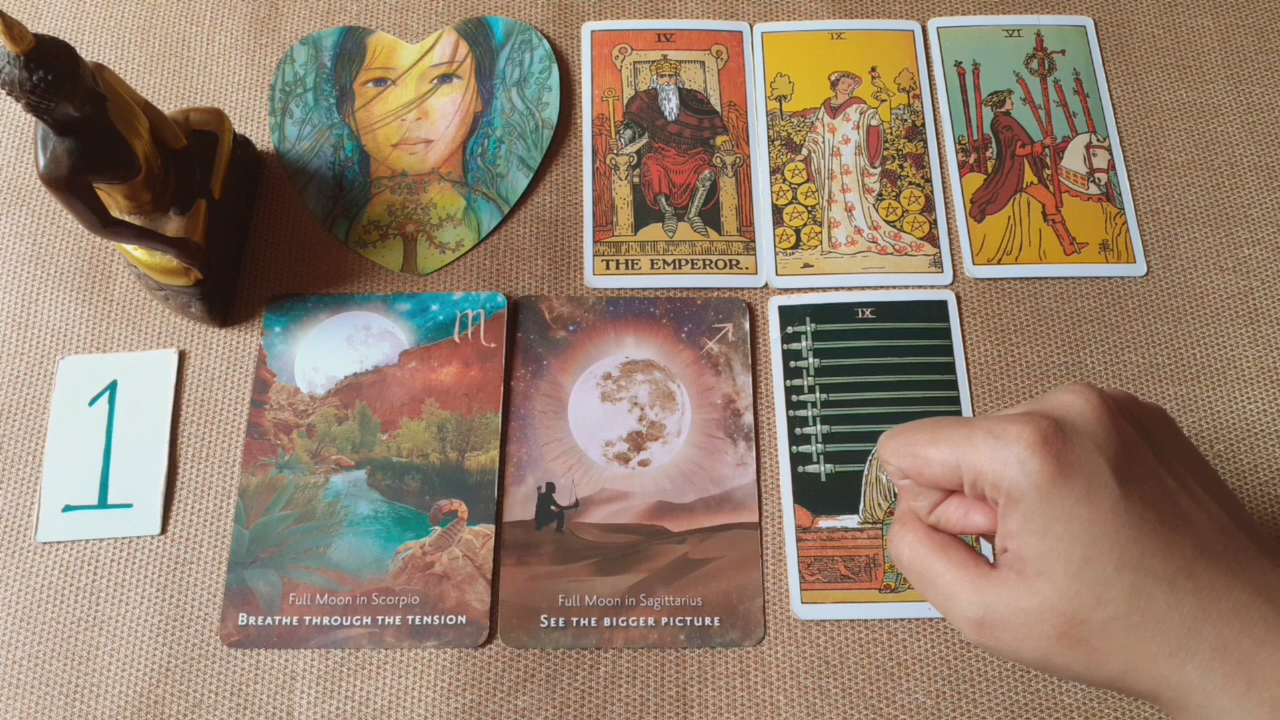 IV
IX
VI
THE EMPEROR.
IX
1
Full Moon in Scorpio
BREATHE THROUGH THE TENSION
Full Moon in Sagittarius
SEE THE BIGGER PICTURE